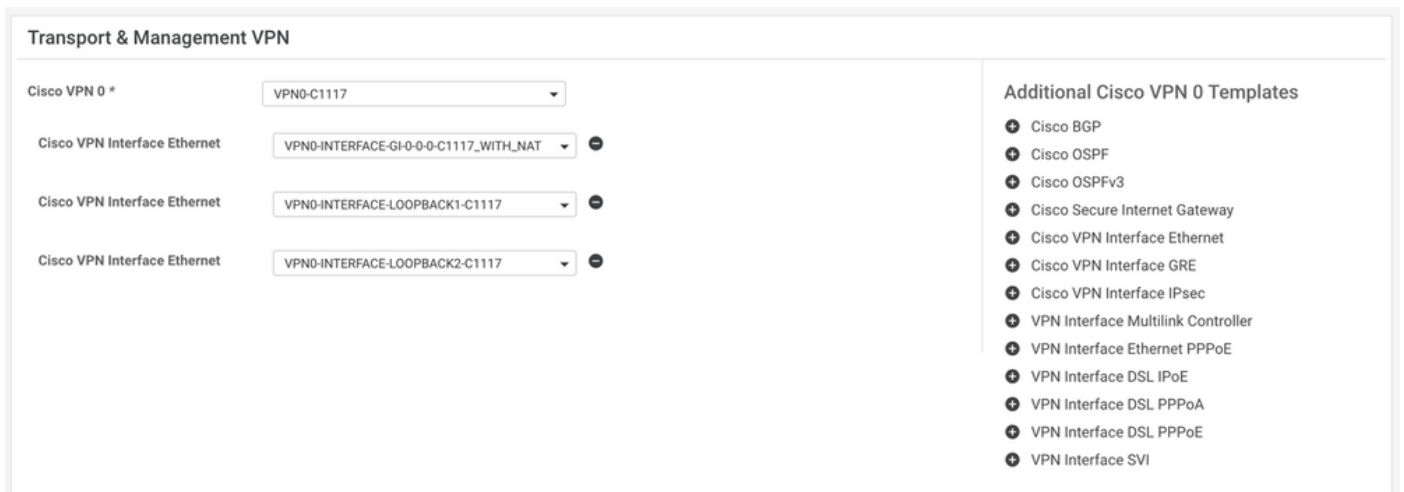 Transport & Management VPN
Cisco VPN 0 *
VPN0-C1117
Cisco VPN Interface Ethernet
VPN0-INTERFACE-GI-0-0-0-C1117_WITH_NAT
Cisco VPN Interface Ethernet
VPN0-INTERFACE-LOOPBACK1-C1117
Cisco VPN Interface Ethernet
VPN0-INTERFACE-LOOPBACK2-C1117
Additional Cisco VPN 0 Templates
Cisco BGP
Cisco OSPF
Cisco OSPFv3
Cisco Secure Internet Gateway
Cisco VPN Interface Ethernet
Cisco VPN Interface GRE
Cisco VPN Interface IPsec
VPN Interface Multilink Controller
VPN Interface Ethernet PPPoE
VPN Interface DSL IPoE
VPN Interface DSL PPPoA
VPN Interface DSL PPPoE
VPN Interface SVI